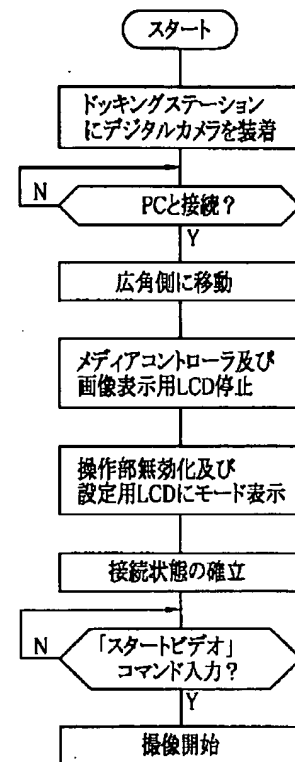 スタート
ドッキングステーション
にデジタルカメラを装着
N
PCと接続？
Y
広角側に移動
メディアコントローラ及び
画像表示用LCD停止
操作部無効化及び
設定用LCDにモード表示
接続状態の確立
N
「スタートビデオ」
コマンド入力？
Y
撮像開始